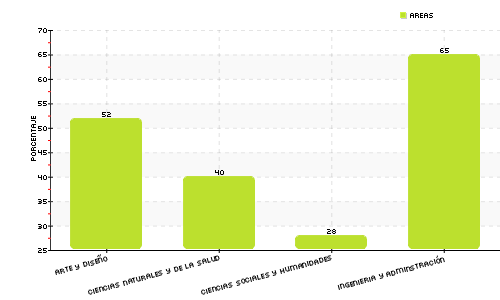 AREAS
PORCENTAJE
70
65
60
55
50
45
40
35
30
25
52
40
28
65
ARTE Y DISEÑO
CIENCIAS NATURALES Y DE LA SALUD
CIENCIAS SOCIALES Y HUMANIDADES
INGENIERIA Y ADMINSTRACIÓN